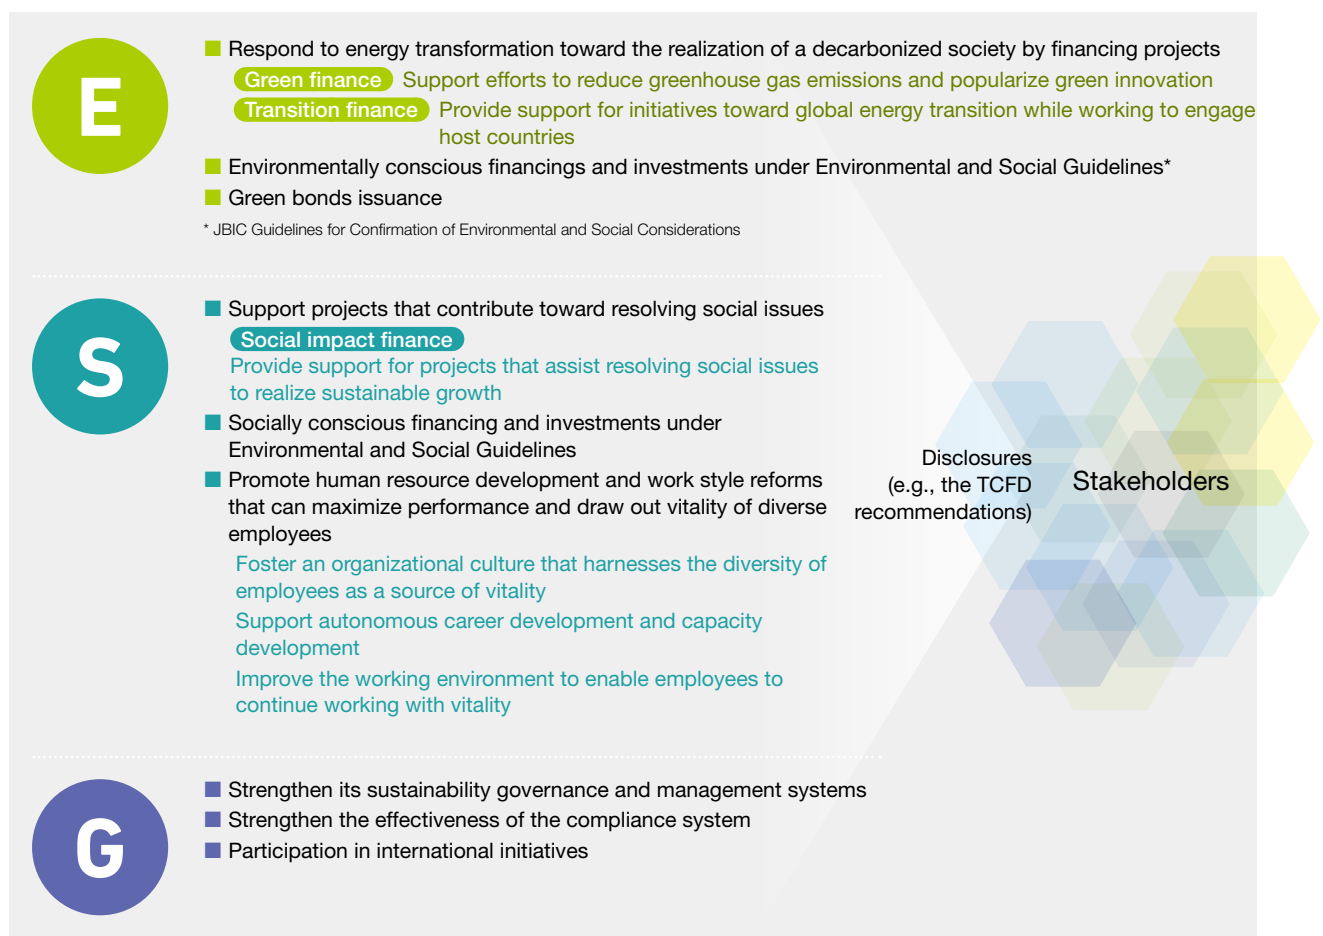 E
■ Respond to energy transformation toward the realization of a decarbonized society by financing projects
Green finance Support efforts to reduce greenhouse gas emissions and popularize green innovation
Transition finance Provide support for initiatives toward global energy transition while working to engage
host countries
■ Environmentally conscious financings and investments under Environmental and Social Guidelines*
■ Green bonds issuance
* JBIC Guidelines for Confirmation of Environmental and Social Considerations
S
■ Support projects that contribute toward resolving social issues
Social impact finance
Provide support for projects that assist resolving social issues
to realize sustainable growth
■ Socially conscious financing and investments under
Environmental and Social Guidelines
■ Promote human resource development and work style reforms
that can maximize performance and draw out vitality of diverse
employees
Foster an organizational culture that harnesses the diversity of
employees as a source of vitality
Support autonomous career development and capacity
development
Improve the working environment to enable employees to
continue working with vitality
G
■ Strengthen its sustainability governance and management systems
■ Strengthen the effectiveness of the compliance system
■ Participation in international initiatives
Disclosures
(e.g., the TCFD
recommendations)
Stakeholders